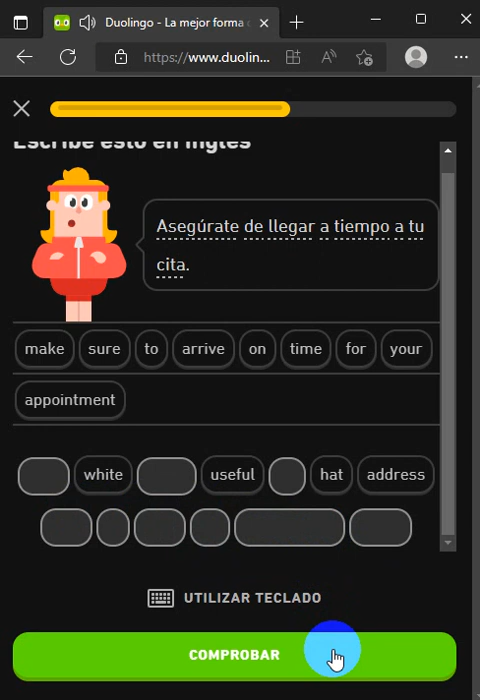 Duolingo - La mejor forma d
https://www.duolin...
Escribe esto en inglés
Asegúrate de llegar a tiempo a tu
cita.
make sure to arrive on time for your
appointment
white useful hat address
UTILIZAR TECLADO
COMPROBAR